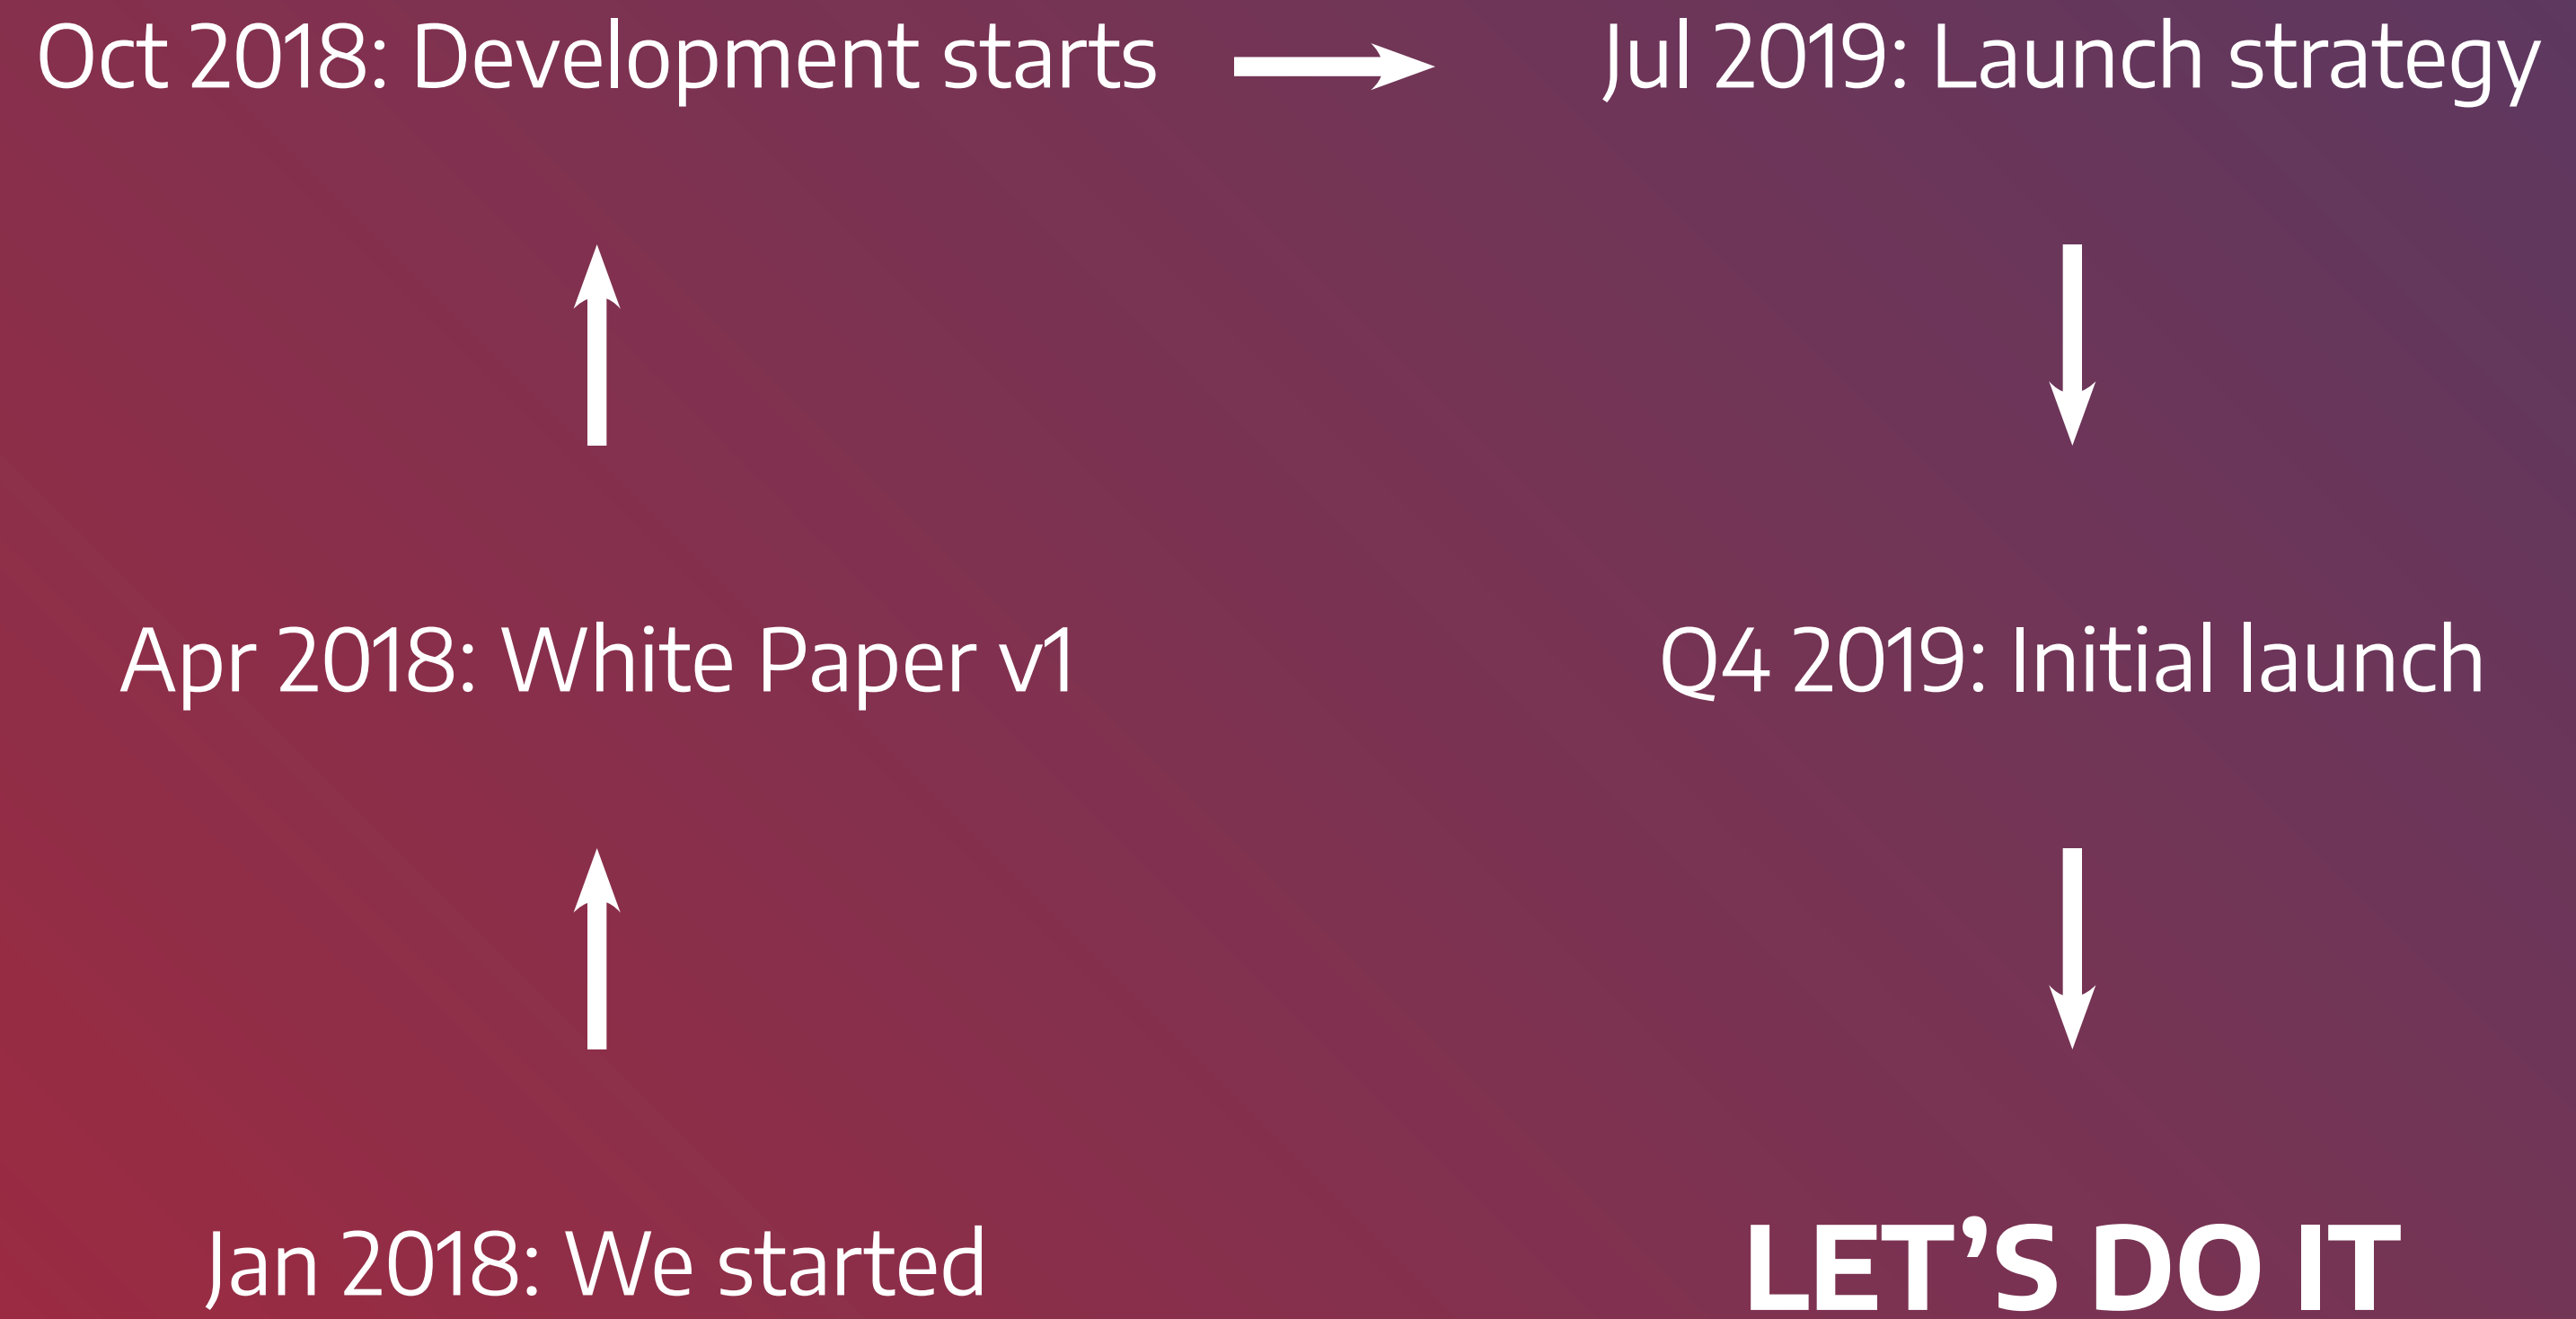 Oct 2018: Development starts
Jul 2019: Launch strategy
Apr 2018: White Paper v1
Q4 2019: Initial launch
Jan 2018: We started
LET’S DO IT